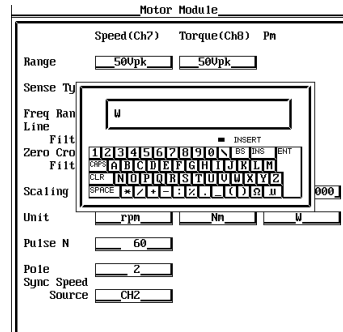 Motor Module
Speed(Ch7) Torque(Ch8) Pm
Range 50Vpk 50Vpk
Sense Ty
Freq Ran
Line
Filt
Zero Cro
Filt
W
INSERT
1 2 3 4 5 6 7 8 9 0 \ BS INS ENT
CAPS A B C D E F G H I J K L M
CLR N O P Q R S T U V W X Y Z
SPACE * / + - : % . _ ( ) Ω µ
Scaling 000
Unit rpm Nm W
Pulse N 60
Pole 2
Sync Speed
Source CH2